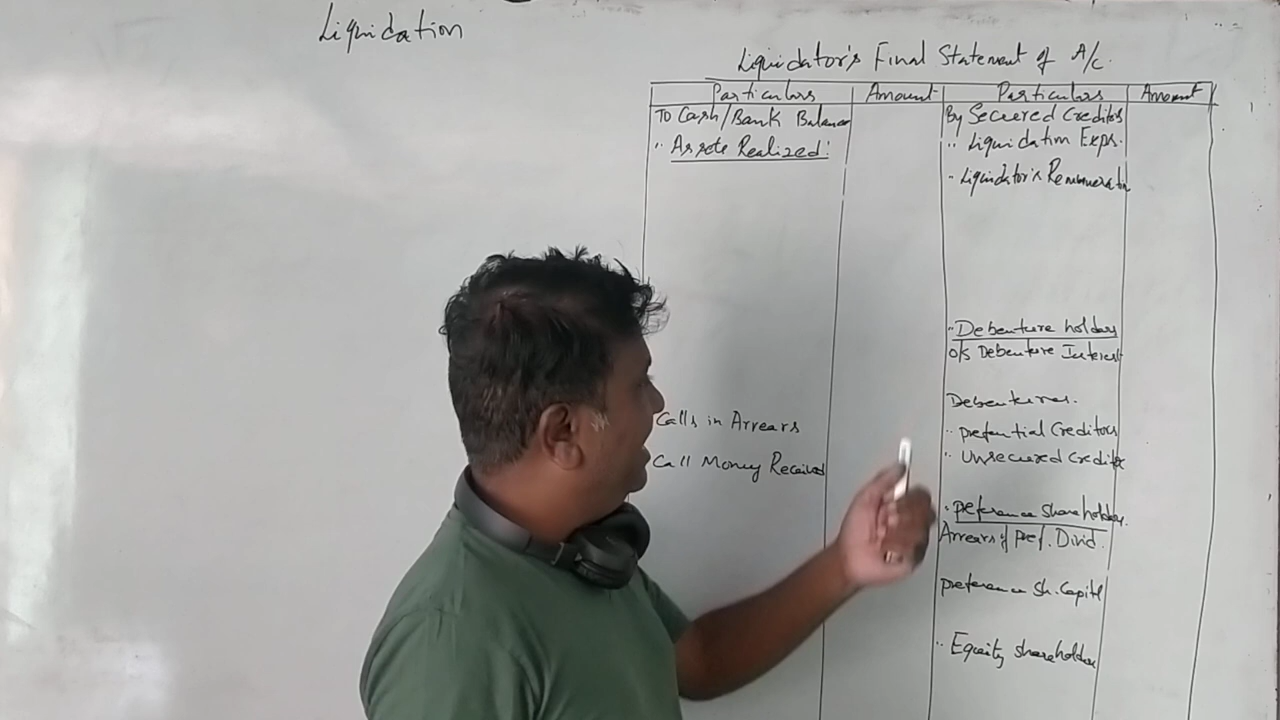 Liquidation
Liquidator's Final Statement of A/c.
Particulars Amount Particulars Amount
To Cash/Bank Balance
" Assets Realized:
Calls in Arrears
Call Money Received
By Secured Creditors
" Liquidation Exps.
" Liquidator's Remuneratin
" Debenture holders
O/s Debenture Interest
Debentures.
" Prefential Creditors
" Unsecured Creditors
" Preference Shareholders.
Arrears of Pref. Divid.
Preference Sh. Capital
" Equity Shareholders